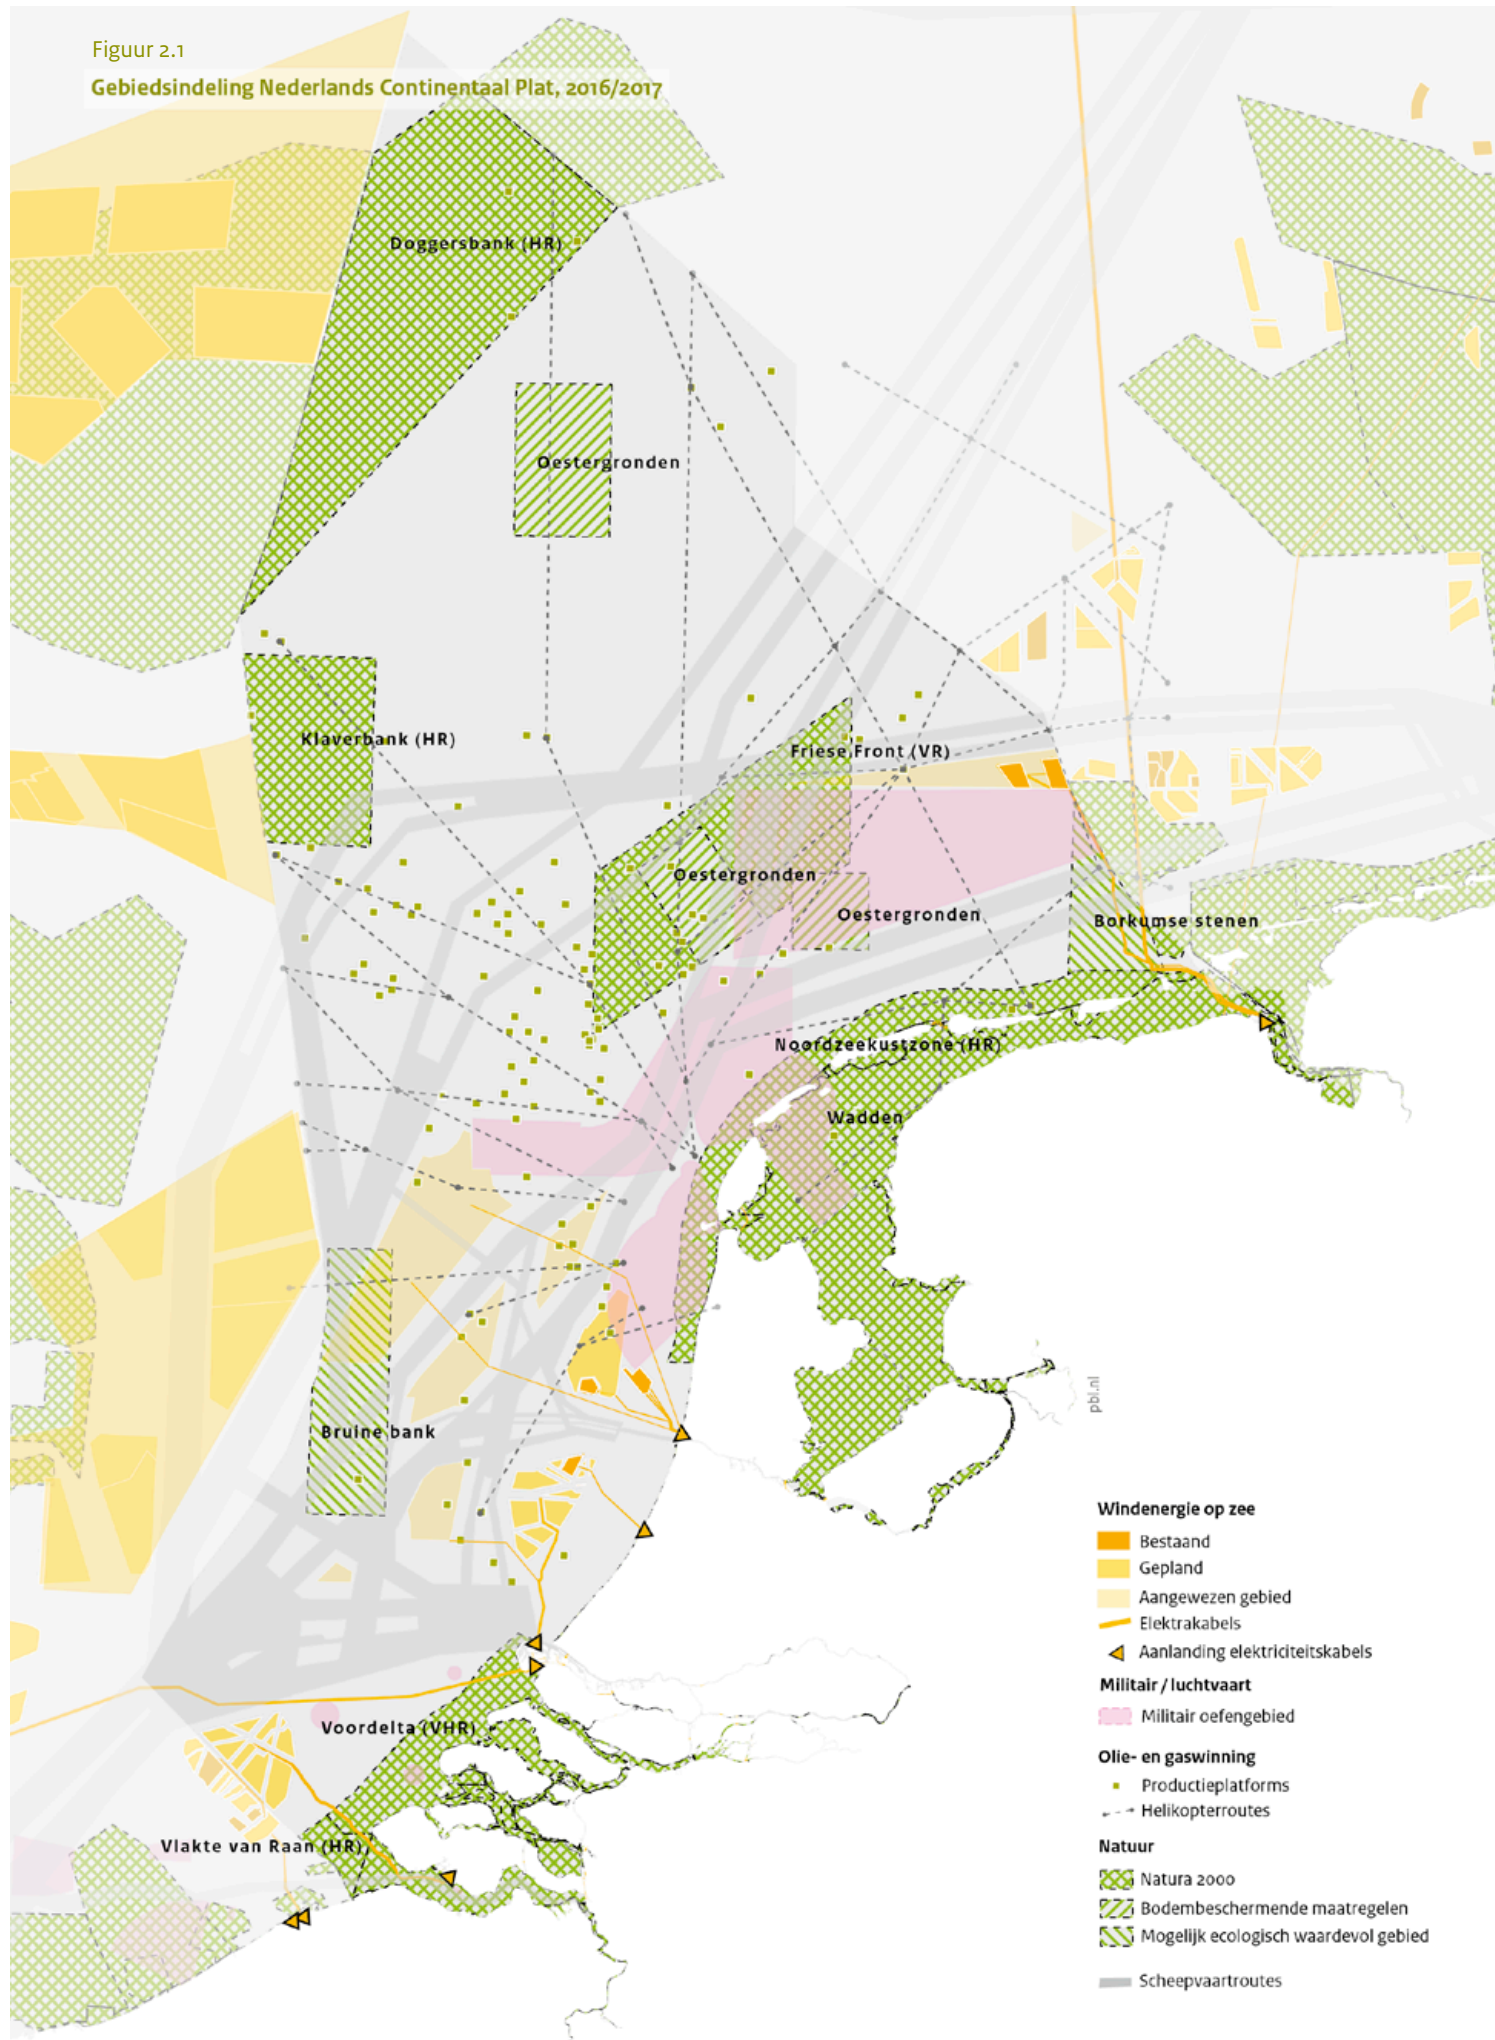 Figuur 2.1
Gebiedsindeling Nederlands Continentaal Plat, 2016/2017
Doggersbank (HR)
Oestergronden
Klaverbank (HR)
Friese Front (VR)
Oestergronden
Oestergronden
Borkumse stenen
Noordzeekustzone (HR)
Wadden
Bruine bank
pbl.nl
Voordelta (VHR)
Vlakte van Raan (HR)
Windenergie op zee
Bestaand
Gepland
Aangewezen gebied
Elektrakabels
Aanlanding elektriciteitskabels
Militair / luchtvaart
Militair oefengebied
Olie- en gaswinning
Productieplatforms
Helikopterroutes
Natuur
Natura 2000
Bodembeschermende maatregelen
Mogelijk ecologisch waardevol gebied
Scheepvaartroutes